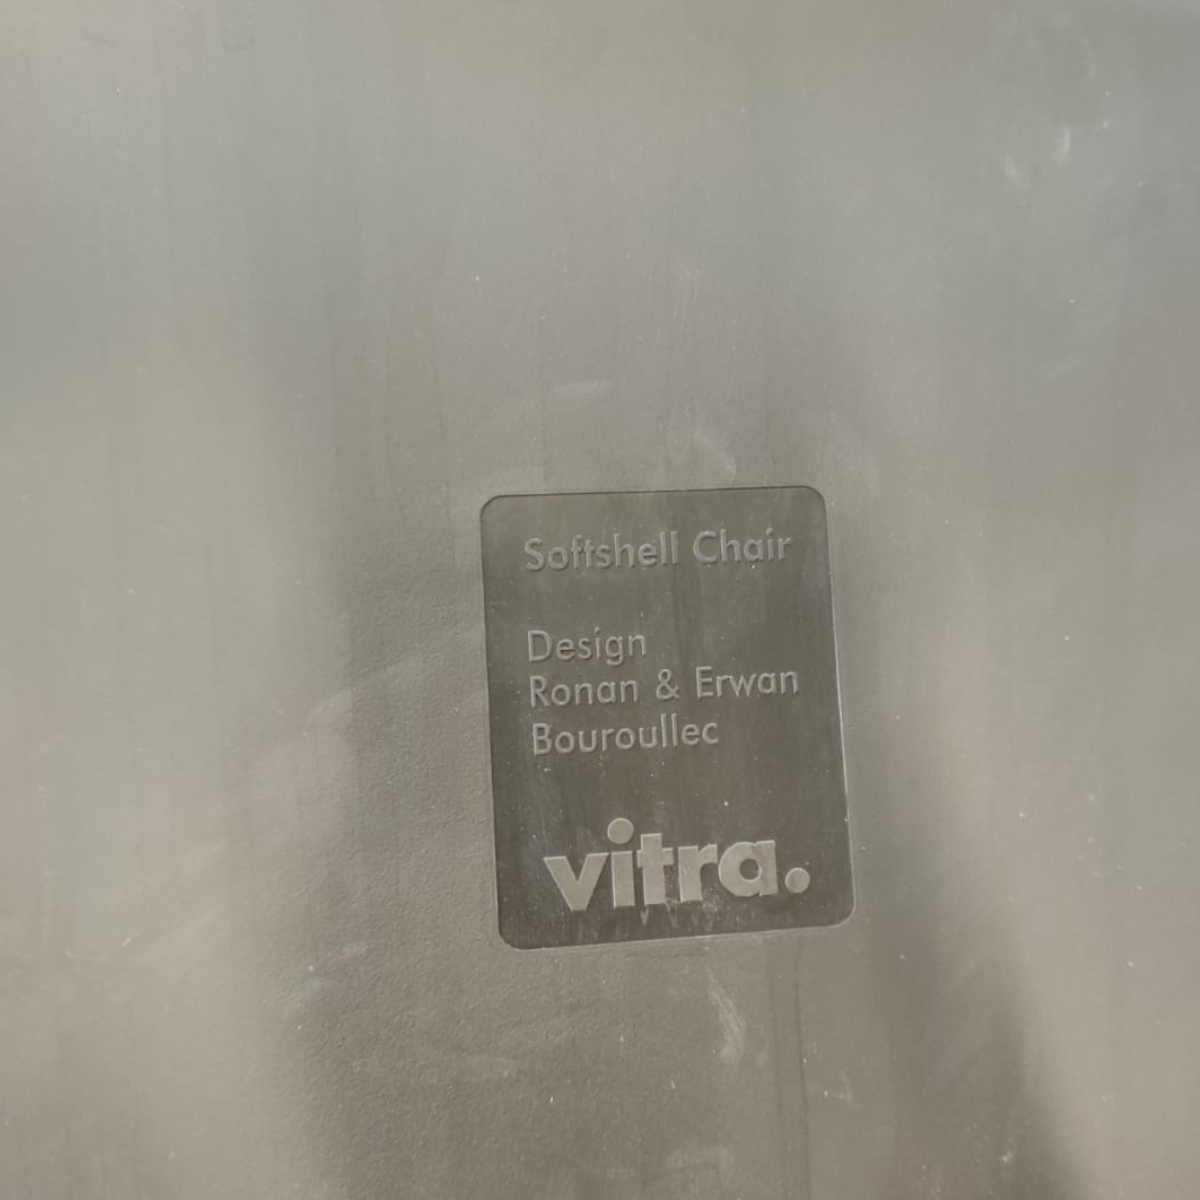 Softshell Chair
Design
Ronan & Erwan
Bouroullec
vitra.